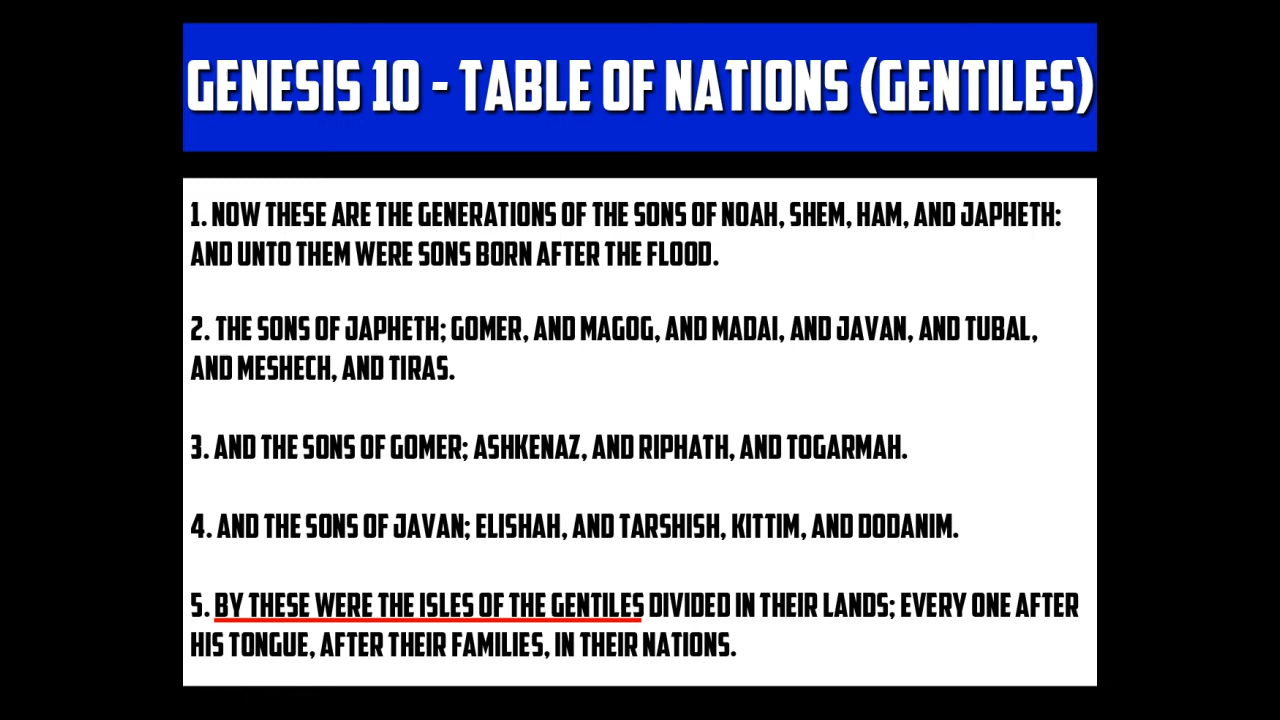 GENESIS 10 - TABLE OF NATIONS (GENTILES)
1. NOW THESE ARE THE GENERATIONS OF THE SONS OF NOAH, SHEM, HAM, AND JAPHETH:
AND UNTO THEM WERE SONS BORN AFTER THE FLOOD.
2. THE SONS OF JAPHETH; GOMER, AND MAGOG, AND MADAI, AND JAVAN, AND TUBAL,
AND MESHECH, AND TIRAS.
3. AND THE SONS OF GOMER; ASHKENAZ, AND RIPHATH, AND TOGARMAH.
4. AND THE SONS OF JAVAN; ELISHAH, AND TARSHISH, KITTIM, AND DODANIM.
5. BY THESE WERE THE ISLES OF THE GENTILES DIVIDED IN THEIR LANDS; EVERY ONE AFTER
HIS TONGUE, AFTER THEIR FAMILIES, IN THEIR NATIONS.